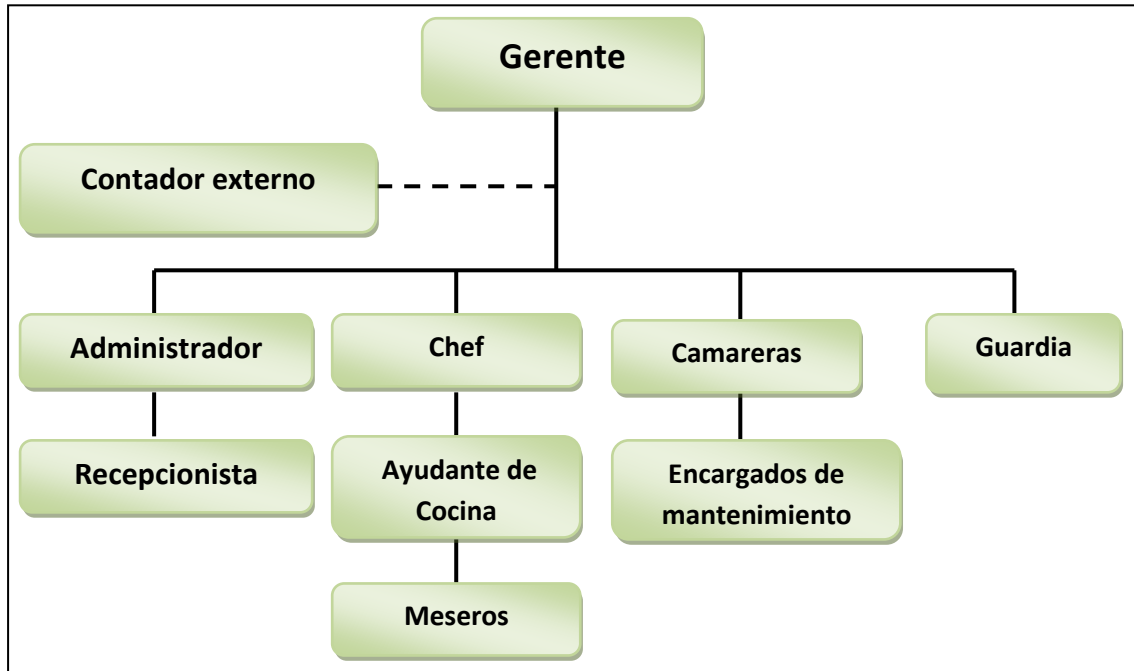 Gerente
Contador externo
Administrador
Chef
Camareras
Guardia
Recepcionista
Ayudante de
Cocina
Encargados de
mantenimiento
Meseros